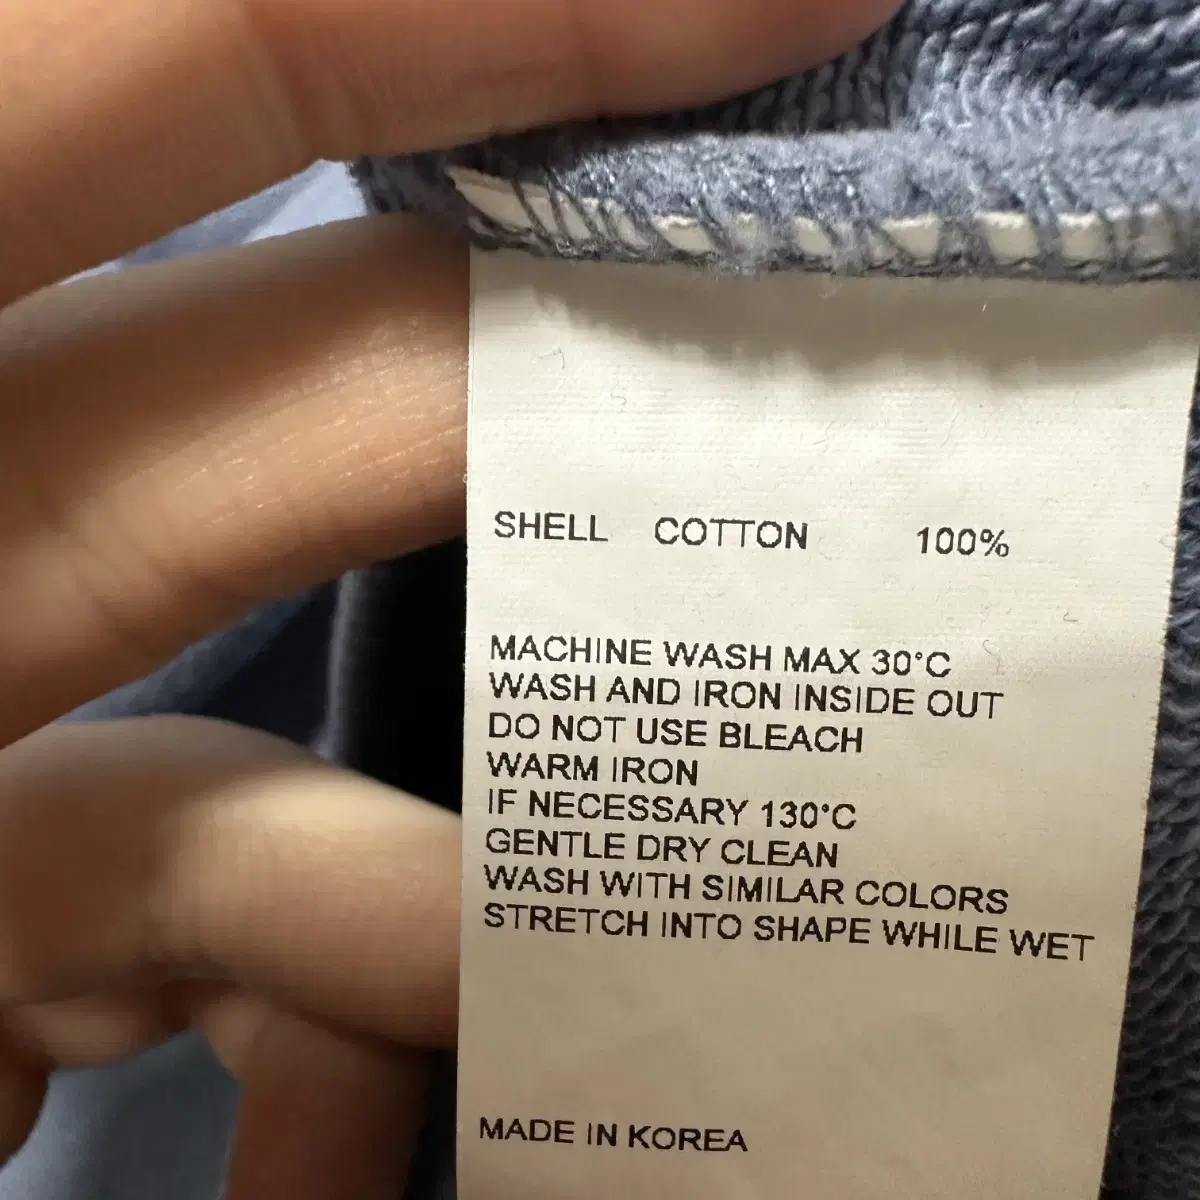 SHELL COTTON 100%
MACHINE WASH MAX 30°C
WASH AND IRON INSIDE OUT
DO NOT USE BLEACH
WARM IRON
IF NECESSARY 130°C
GENTLE DRY CLEAN
WASH WITH SIMILAR COLORS
STRETCH INTO SHAPE WHILE WET
MADE IN KOREA